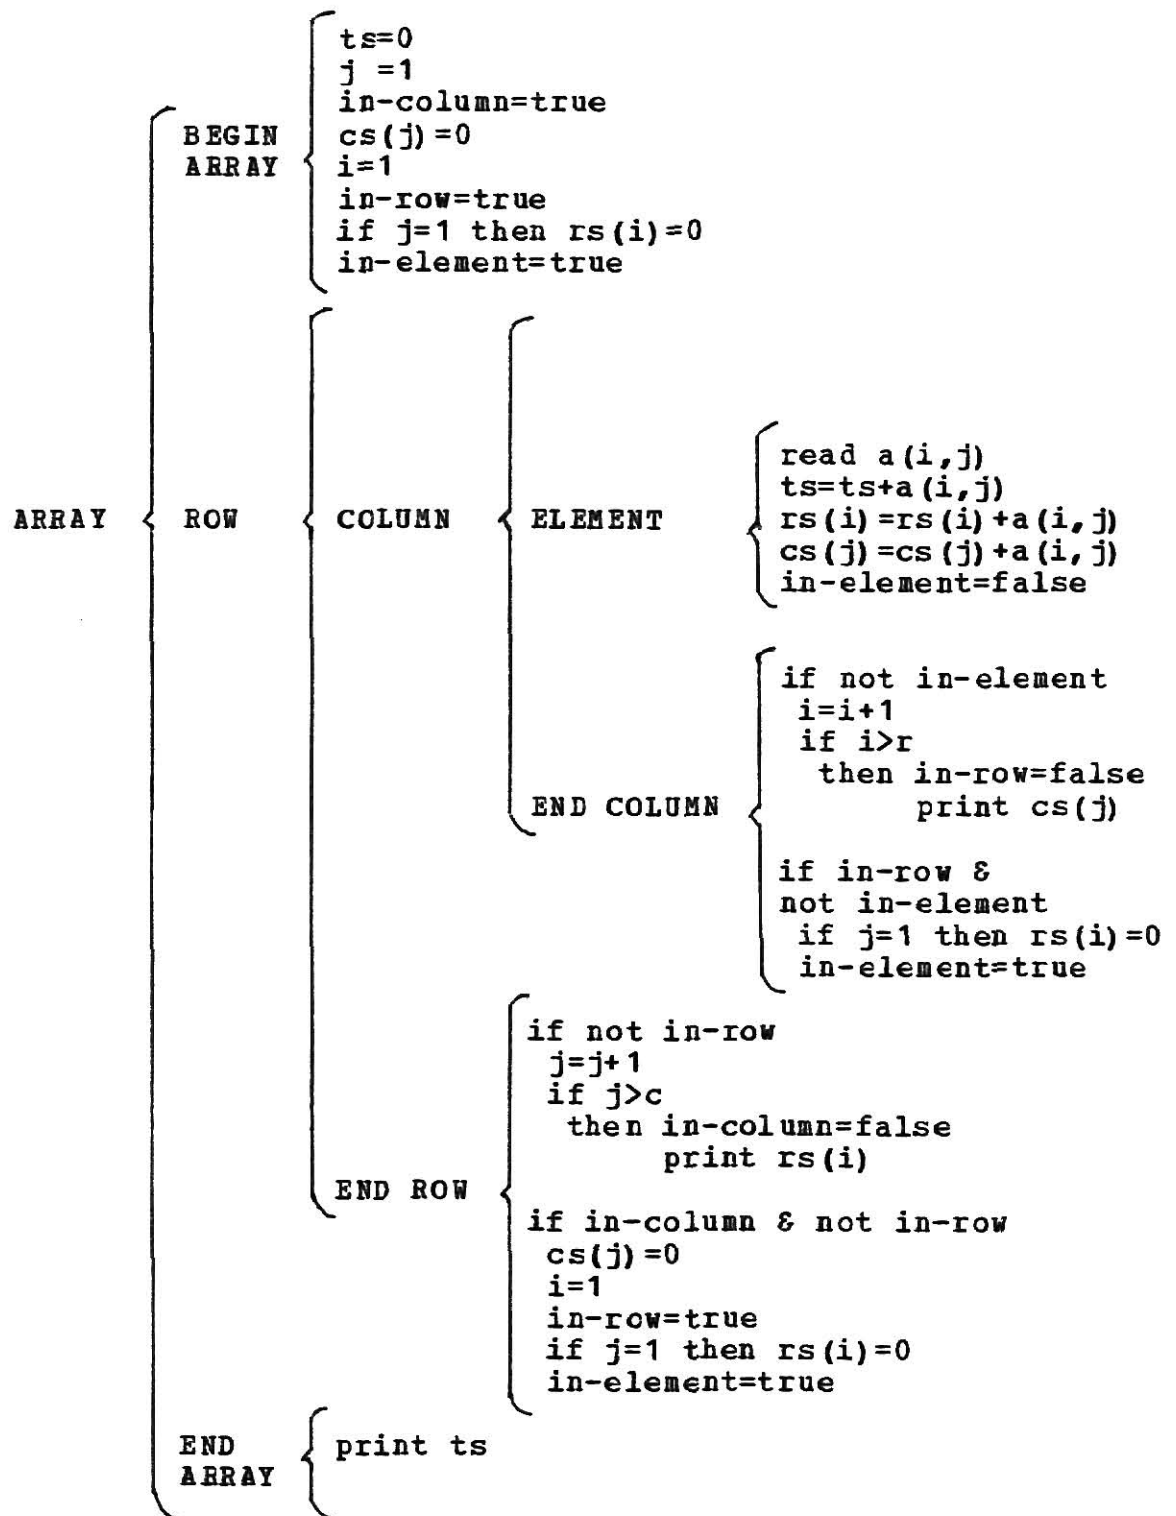 ts=0
j =1
in-column=true
BEGIN
ARRAY
cs(j)=0
i=1
in-row=true
if j=1 then rs(i)=0
in-element=true
ARRAY
ROW
COLUMN
ELEMENT
read a(i,j)
ts=ts+a(i,j)
rs(i)=rs(i)+a(i,j)
cs(j)=cs(j)+a(i,j)
in-element=false
END COLUMN
if not in-element
i=i+1
if i>r
then in-row=false
print cs(j)
if in-row &
not in-element
if j=1 then rs(i)=0
in-element=true
END ROW
if not in-row
j=j+1
if j>c
then in-column=false
print rs(i)
if in-column & not in-row
cs(j)=0
i=1
in-row=true
if j=1 then rs(i)=0
in-element=true
END
ARRAY
print ts